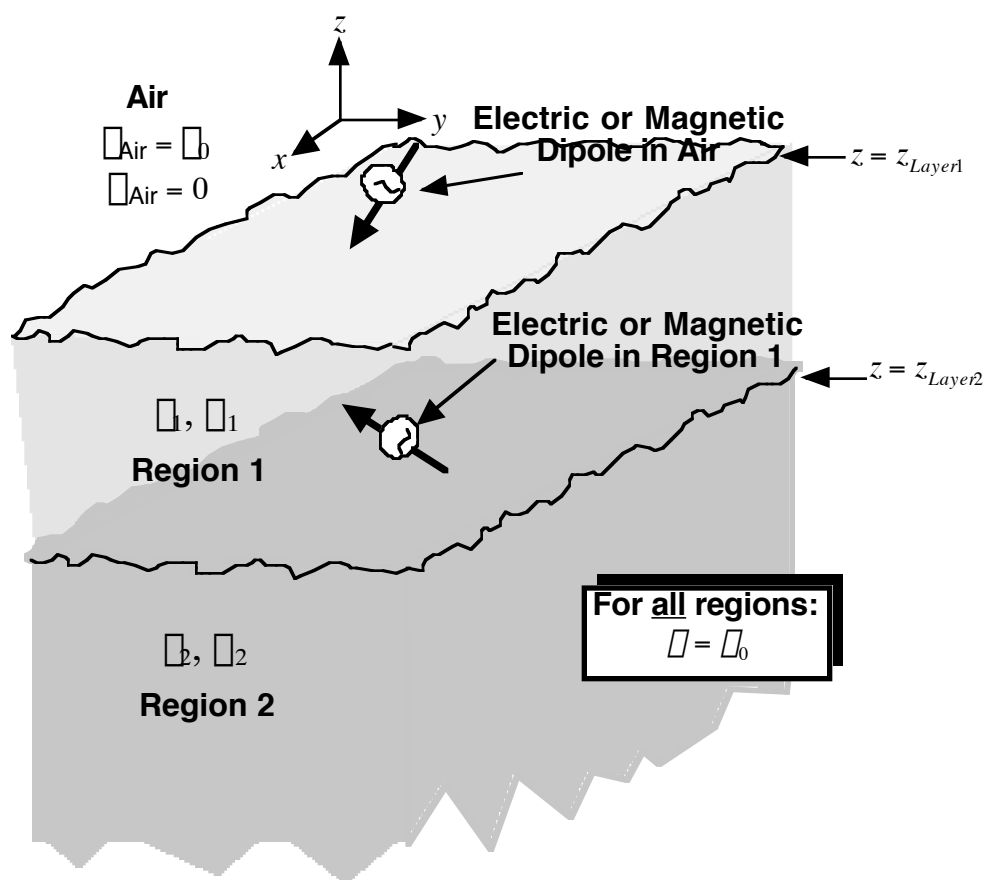 z
Air
Electric or Magnetic
Dipole in Air
y
x
▯Air = ▯0
▯Air = 0
z = zLayer1
Electric or Magnetic
Dipole in Region 1
z = zLayer2
▯1, ▯1
Region 1
For all regions:
▯ = ▯0
▯2, ▯2
Region 2